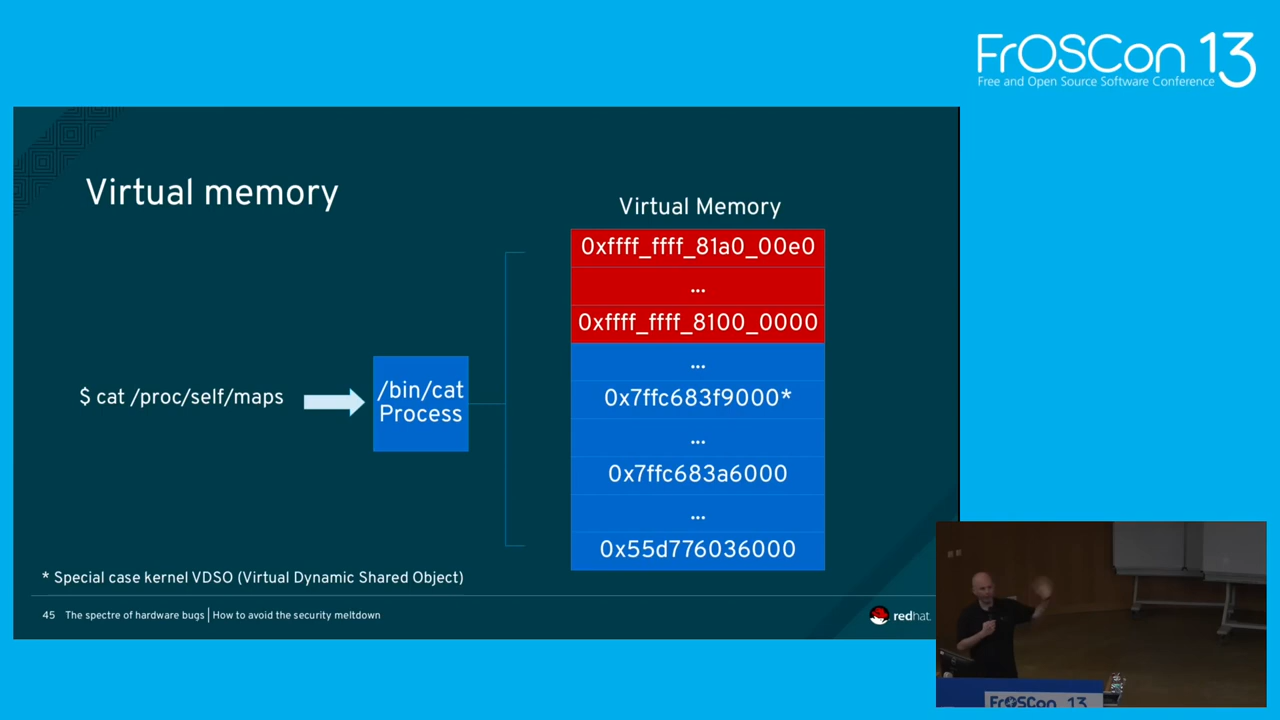 FrOSCon 13
Free and Open Source Software Conference
Virtual memory
Virtual Memory
0xffff_ffff_81a0_00e0
...
0xffff_ffff_8100_0000
...
0x7ffc683f9000*
...
0x7ffc683a6000
...
0x55d776036000
$ cat /proc/self/maps
/bin/cat
Process
* Special case kernel VDSO (Virtual Dynamic Shared Object)
45 The spectre of hardware bugs | How to avoid the security meltdown
redhat.
FrOSCon 13